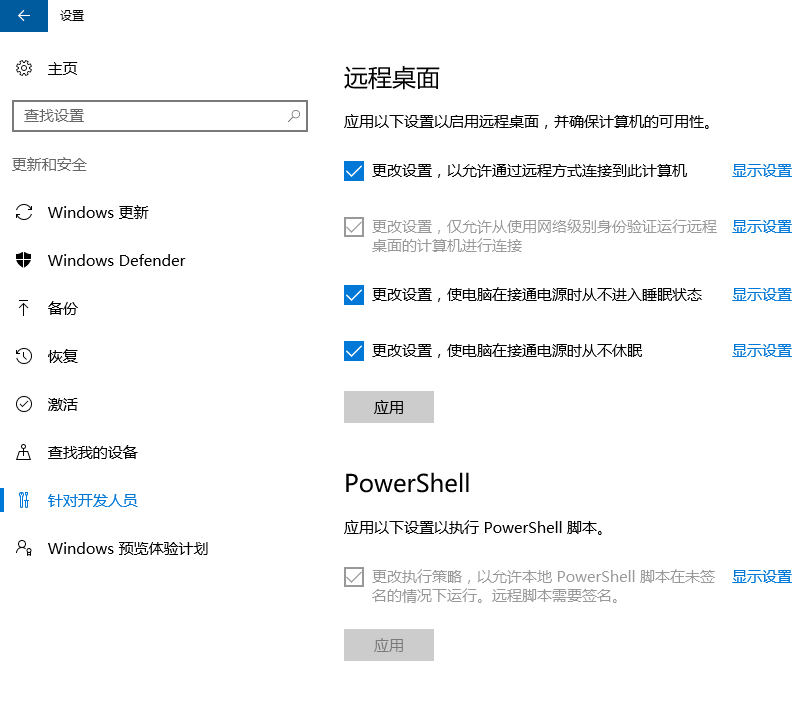 设置
主页
查找设置
更新和安全
Windows 更新
Windows Defender
备份
恢复
激活
查找我的设备
针对开发人员
Windows 预览体验计划
远程桌面
应用以下设置以启用远程桌面，并确保计算机的可用性。
更改设置，以允许通过远程方式连接到此计算机 显示设置
更改设置，仅允许从使用网络级别身份验证运行远程 显示设置
桌面的计算机进行连接
更改设置，使电脑在接通电源时从不进入睡眠状态 显示设置
更改设置，使电脑在接通电源时从不休眠 显示设置
应用
PowerShell
应用以下设置以执行 PowerShell 脚本。
更改执行策略，以允许本地 PowerShell 脚本在未签 显示设置
名的情况下运行。远程脚本需要签名。
应用